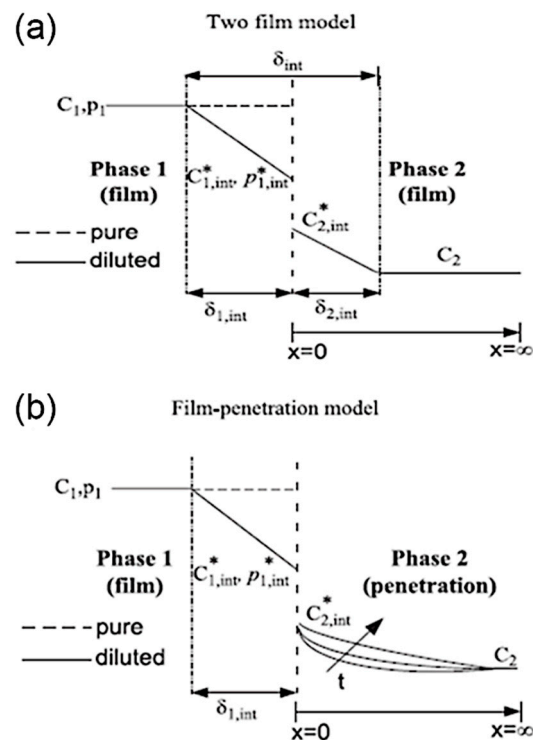 (a)
Two film model
δint
C1,p1
Phase 1
(film)
C*1,int, p*1,int
Phase 2
(film)
C*2,int
C2
pure
diluted
δ1,int
δ2,int
x=0
x=∞
(b)
Film-penetration model
C1,p1
Phase 1
(film)
C*1,int, p*1,int
Phase 2
(penetration)
C*2,int
C2
pure
diluted
t
δ1,int
x=0
x=∞